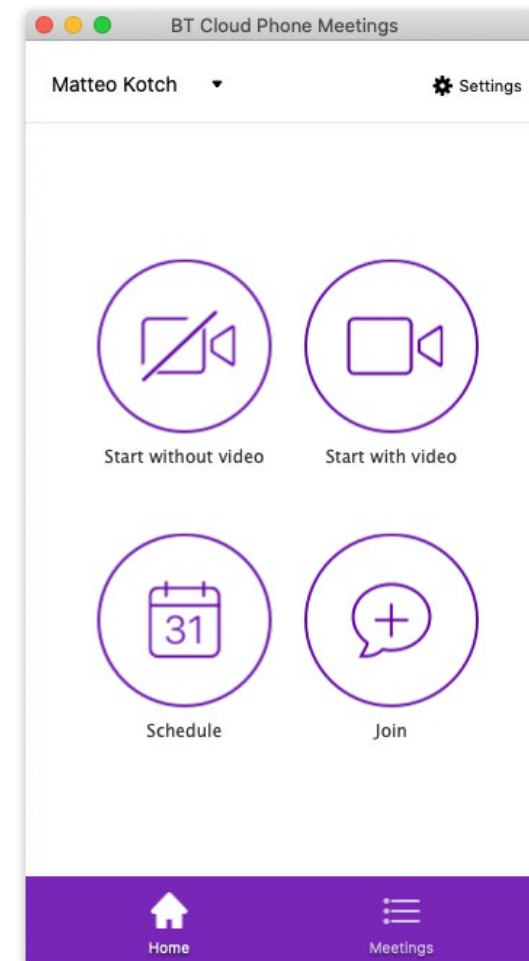 BT Cloud Phone Meetings
Matteo Kotch Settings
Start without video Start with video
31
Schedule Join
Home Meetings